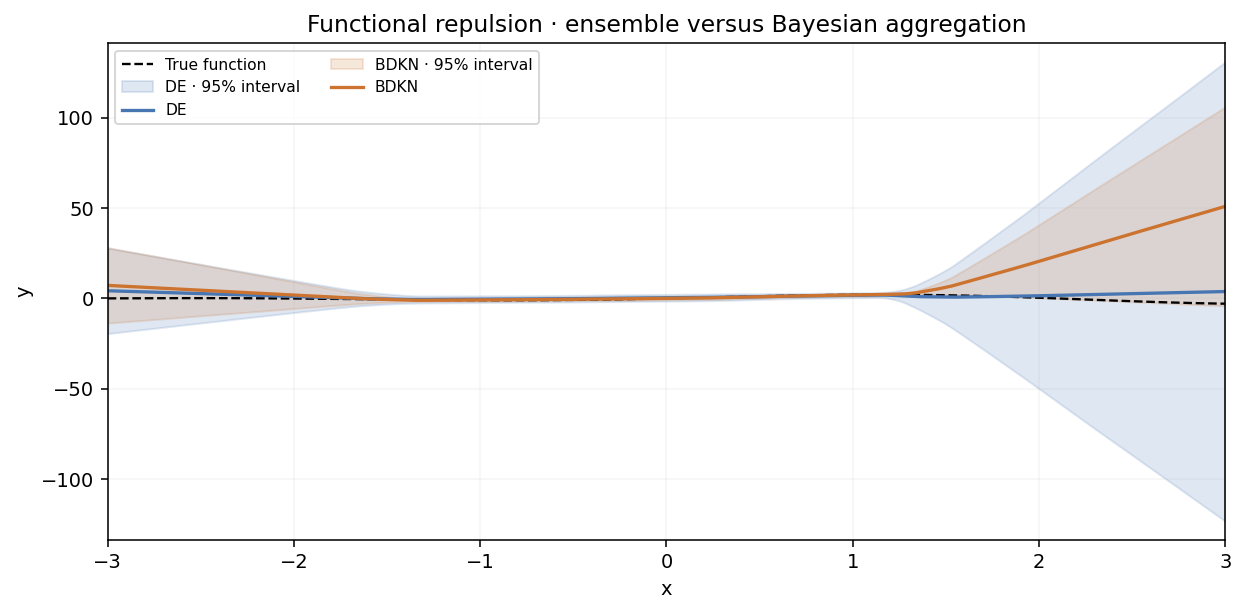 Functional repulsion · ensemble versus Bayesian aggregation
True function
DE · 95% interval
DE
BDKN · 95% interval
BDKN
100
50
0
−50
−100
y
−3
−2
−1
0
1
2
3
x